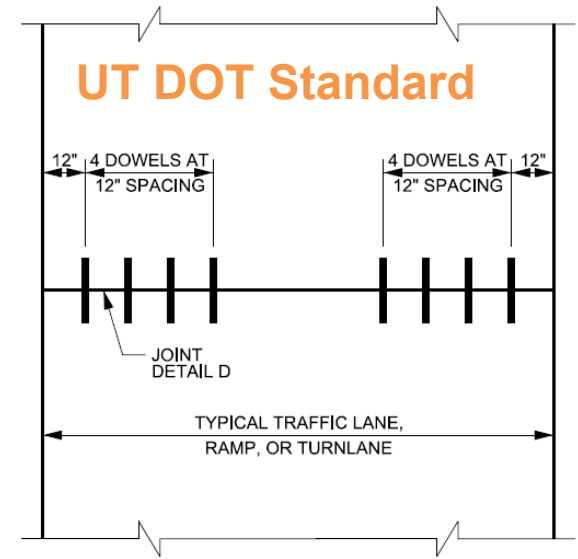 UT DOT Standard
12"
4 DOWELS AT
12" SPACING
4 DOWELS AT
12" SPACING
12"
JOINT
DETAIL D
TYPICAL TRAFFIC LANE,
RAMP, OR TURNLANE